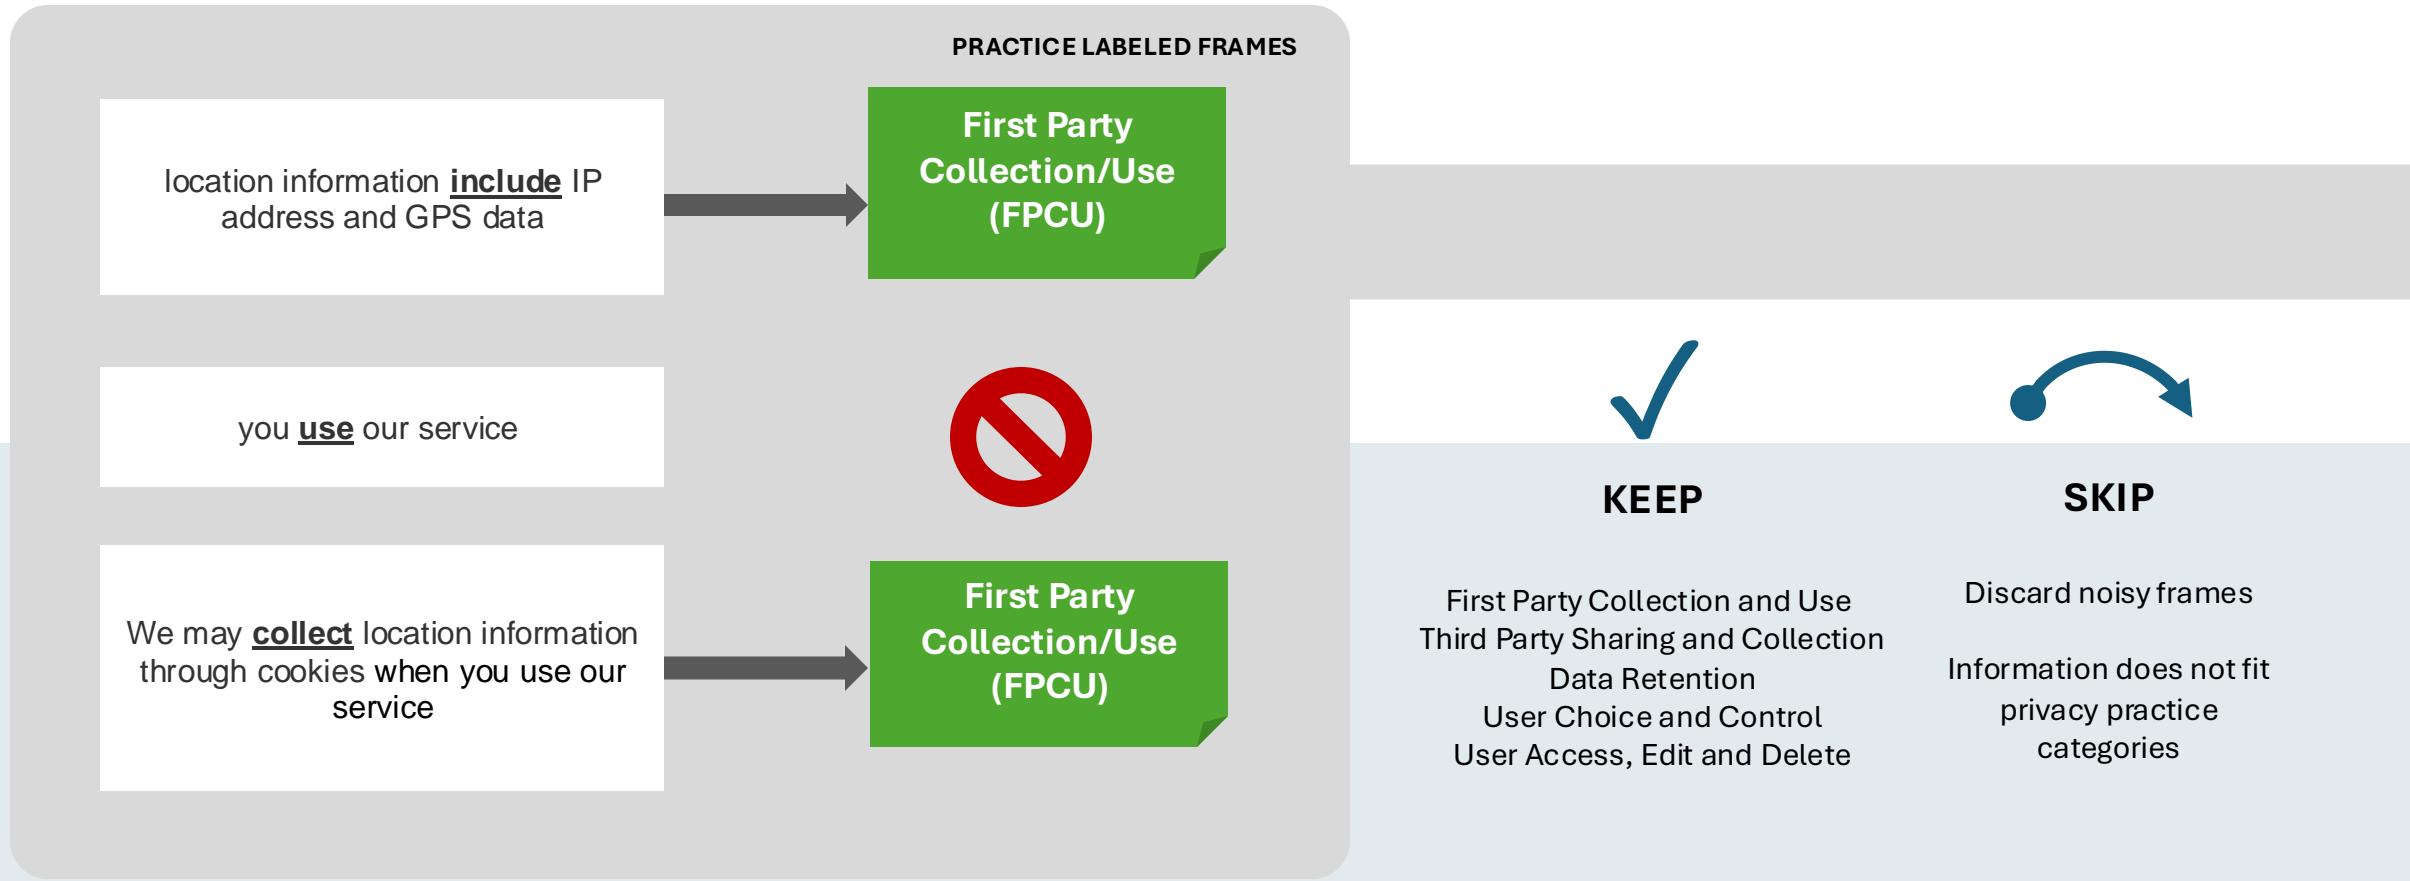 PRACTICE LABELED FRAMES
location information include IP
address and GPS data
First Party
Collection/Use
(FPCU)
you use our service
We may collect location information
through cookies when you use our
service
First Party
Collection/Use
(FPCU)
KEEP
First Party Collection and Use
Third Party Sharing and Collection
Data Retention
User Choice and Control
User Access, Edit and Delete
SKIP
Discard noisy frames
Information does not fit
privacy practice
categories